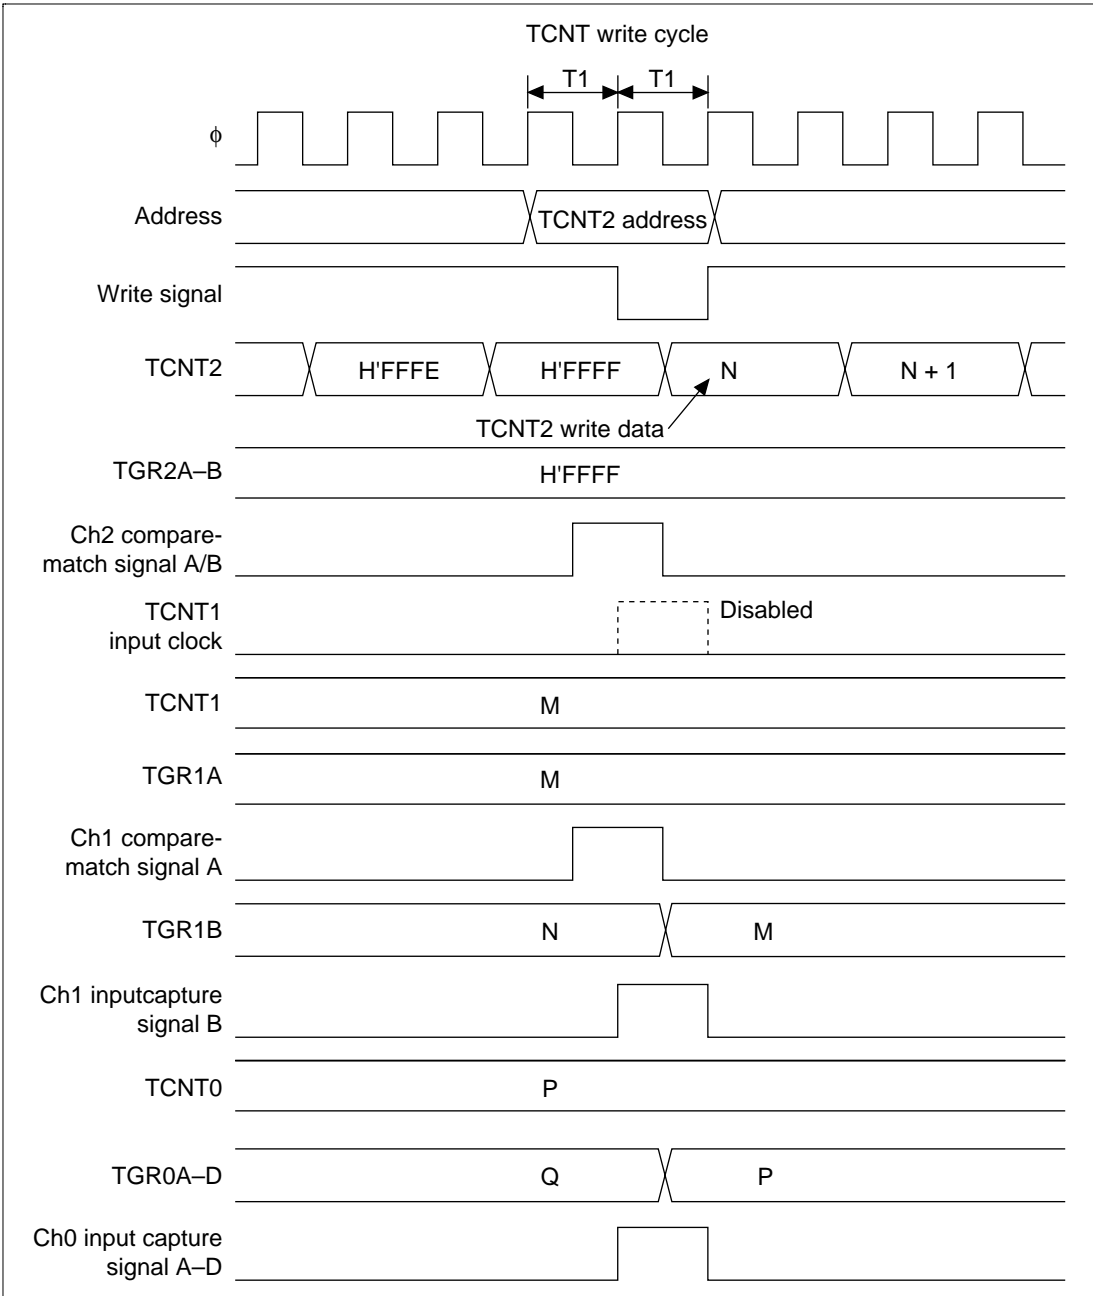 TCNT write cycle
T1 T1
ϕ
Address
TCNT2 address
Write signal
TCNT2
H'FFFE H'FFFF N N + 1
TCNT2 write data
TGR2A–B
H'FFFF
Ch2 compare-
match signal A/B
TCNT1
input clock
Disabled
TCNT1
M
TGR1A
M
Ch1 compare-
match signal A
TGR1B
N M
Ch1 inputcapture
signal B
TCNT0
P
TGR0A–D
Q P
Ch0 input capture
signal A–D